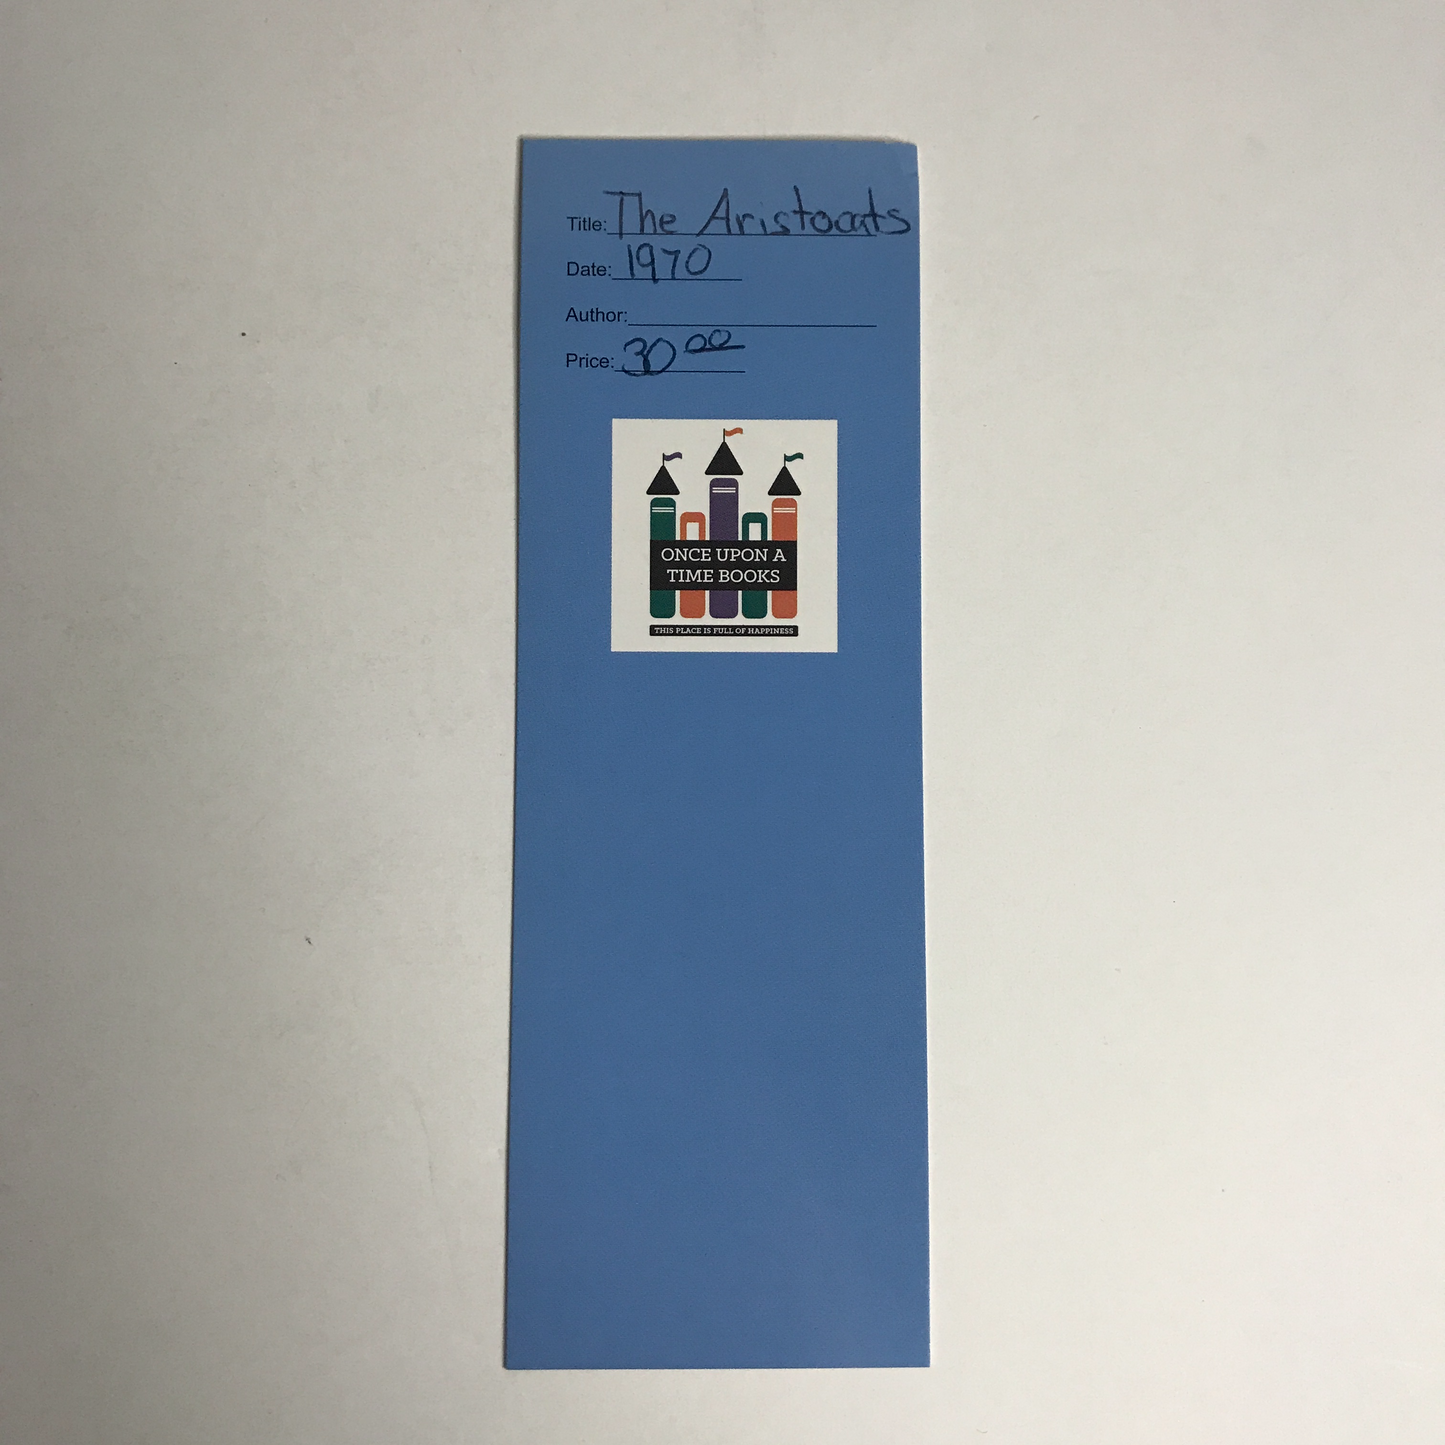 Title: The Aristocats
Date: 1970
Author:
Price: 30 00
ONCE UPON A
TIME BOOKS
THIS PLACE IS FULL OF HAPPINESS